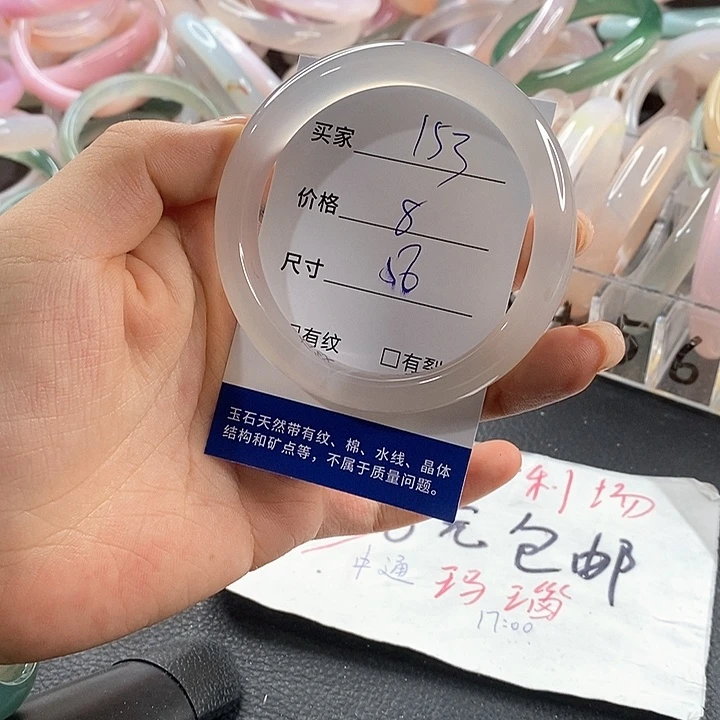 买家 153
价格 8
尺寸 56
有纹 □有裂
玉石天然带有纹、棉、水线、晶体
结构和矿点等，不属于质量问题。
利场
元包邮
中通 玛瑙
17:00
6